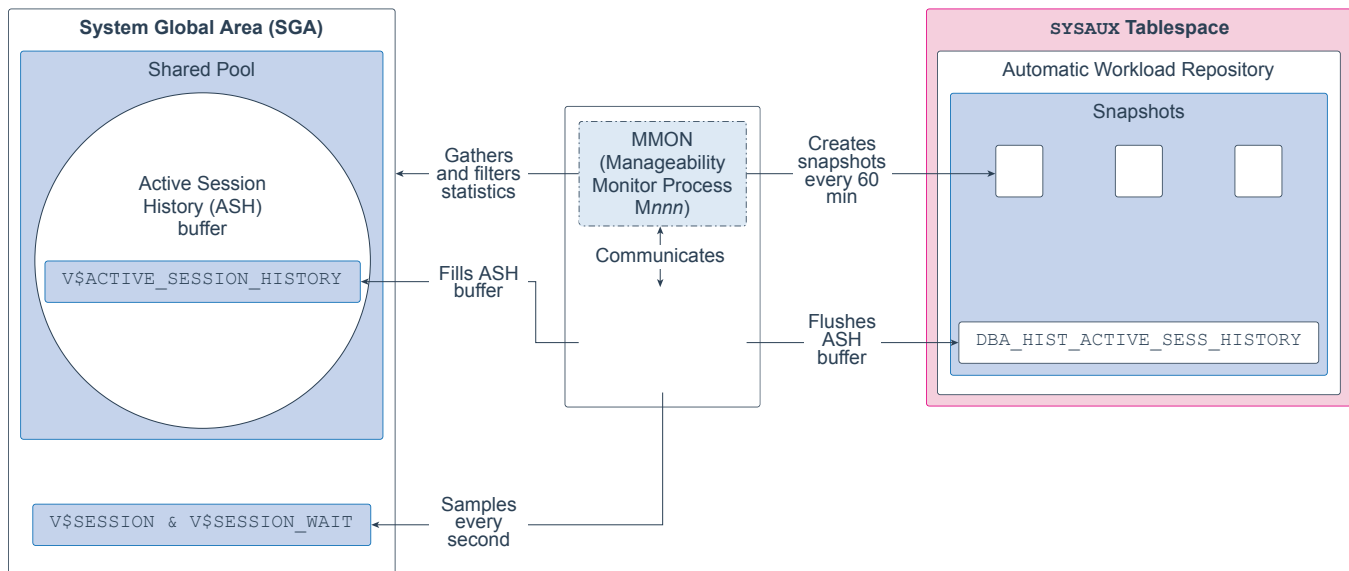 System Global Area (SGA)
Shared Pool
Active Session
History (ASH)
buffer
V$ACTIVE_SESSION_HISTORY
V$SESSION & V$SESSION_WAIT
Gathers
and filters
statistics
Fills ASH
buffer
Samples
every
second
MMON
(Manageability
Monitor Process
Mnnn)
Communicates
Creates
snapshots
every 60
min
Flushes
ASH
buffer
SYSAUX Tablespace
Automatic Workload Repository
Snapshots
DBA_HIST_ACTIVE_SESS_HISTORY